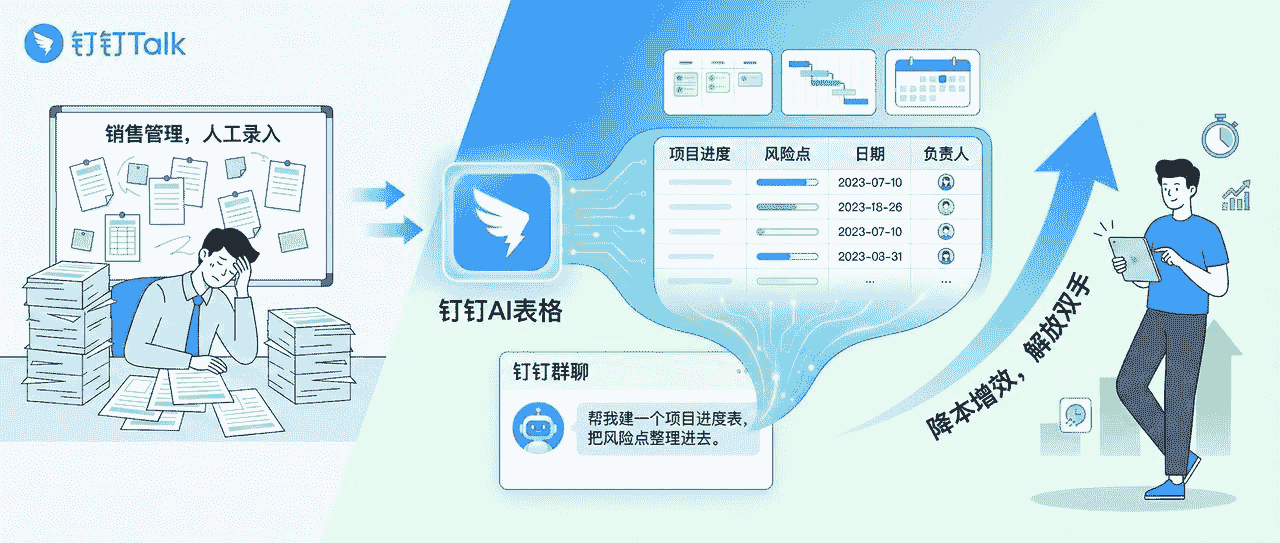 钉钉Talk
销售管理，人工录入
钉钉AI表格
项目进度 风险点 日期 负责人
2023-07-10
2023-18-26
2023-07-10
2023-03-31
... ...
钉钉群聊
帮我建一个项目进度表，
把风险点整理进去。
降本增效，解放双手